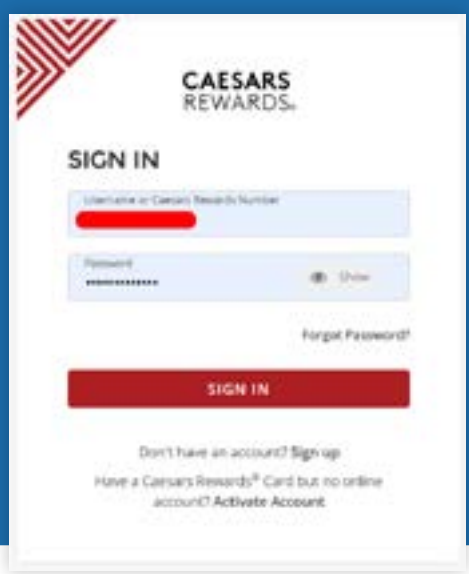 CAESARS
REWARDS®
SIGN IN
Username or Caesars Rewards Number
Password
•••••••••••••
Show
Forgot Password?
SIGN IN
Don't have an account? Sign up
Have a Caesars Rewards® Card but no online
account? Activate Account